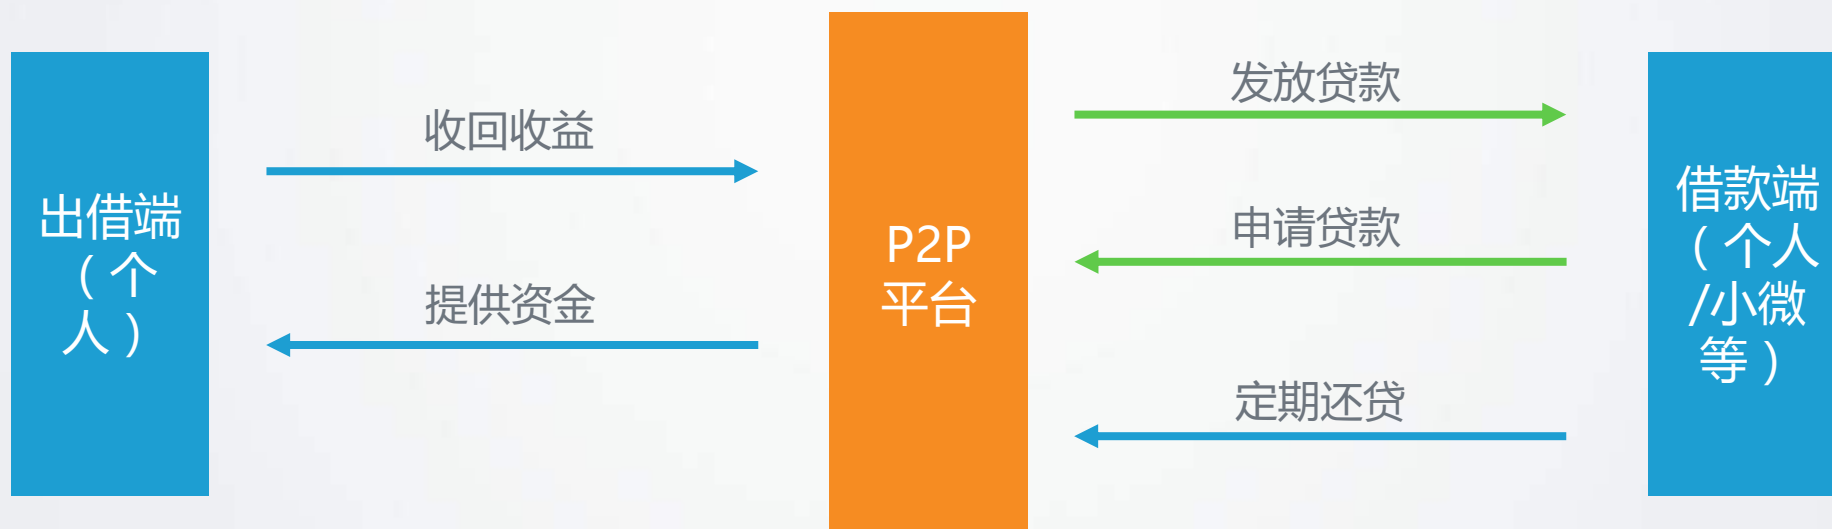 出借端
（个
人）
收回收益
提供资金
P2P
平台
发放贷款
申请贷款
定期还贷
借款端
（个人
/小微
等）